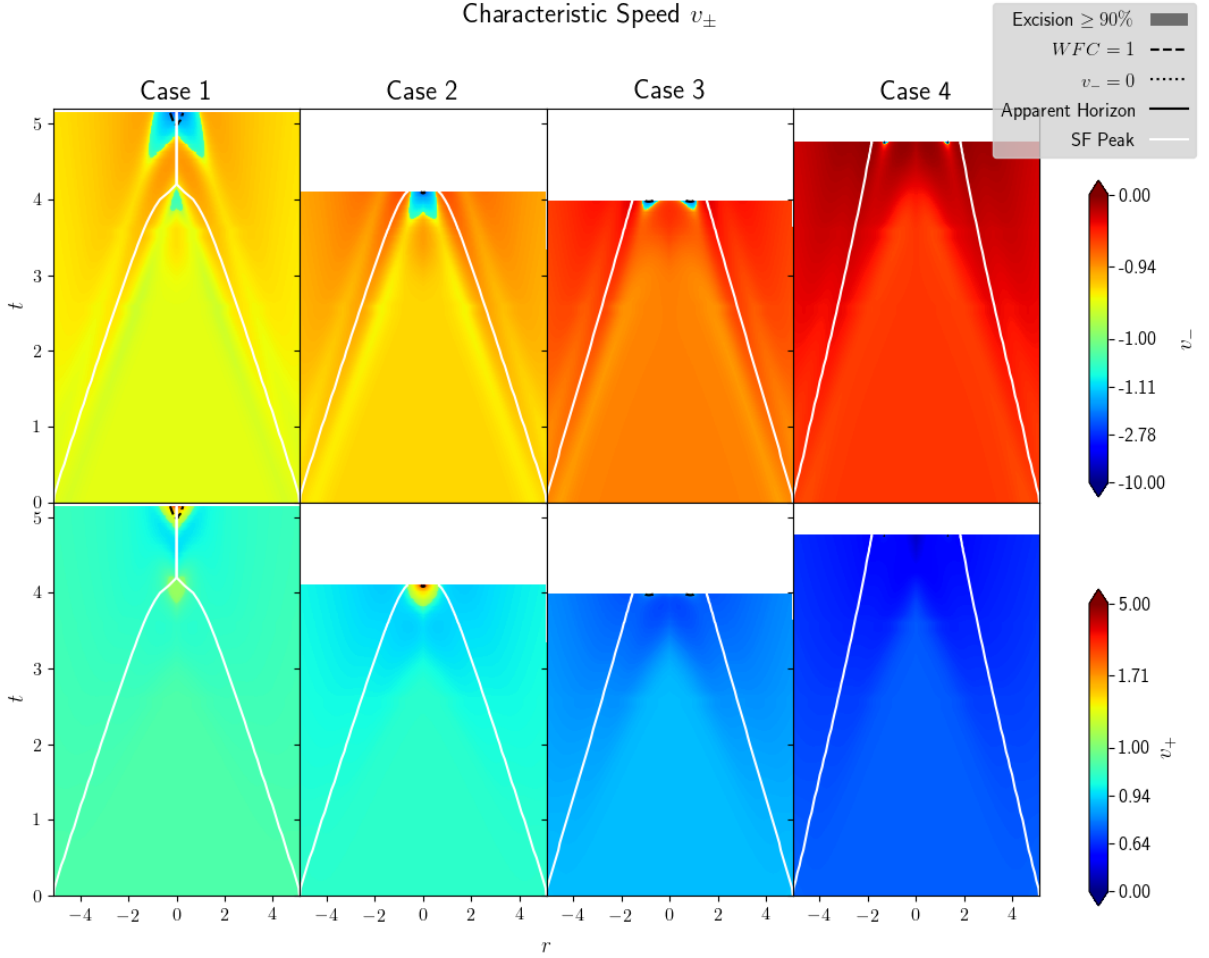 Characteristic Speed $v_\pm$
Excision ≥ 90%
WFC = 1
v₋ = 0
Apparent Horizon
SF Peak
Case 1 Case 2 Case 3 Case 4
5
4
3
2
1
0
t
0.00
-0.94
-1.00
-1.11
-2.78
-10.00
v₋
5
4
3
2
1
0
t
5.00
1.71
1.00
0.94
0.64
0.00
v₊
−4 −2 0 2 4 −4 −2 0 2 4 −4 −2 0 2 4 −4 −2 0 2 4
r